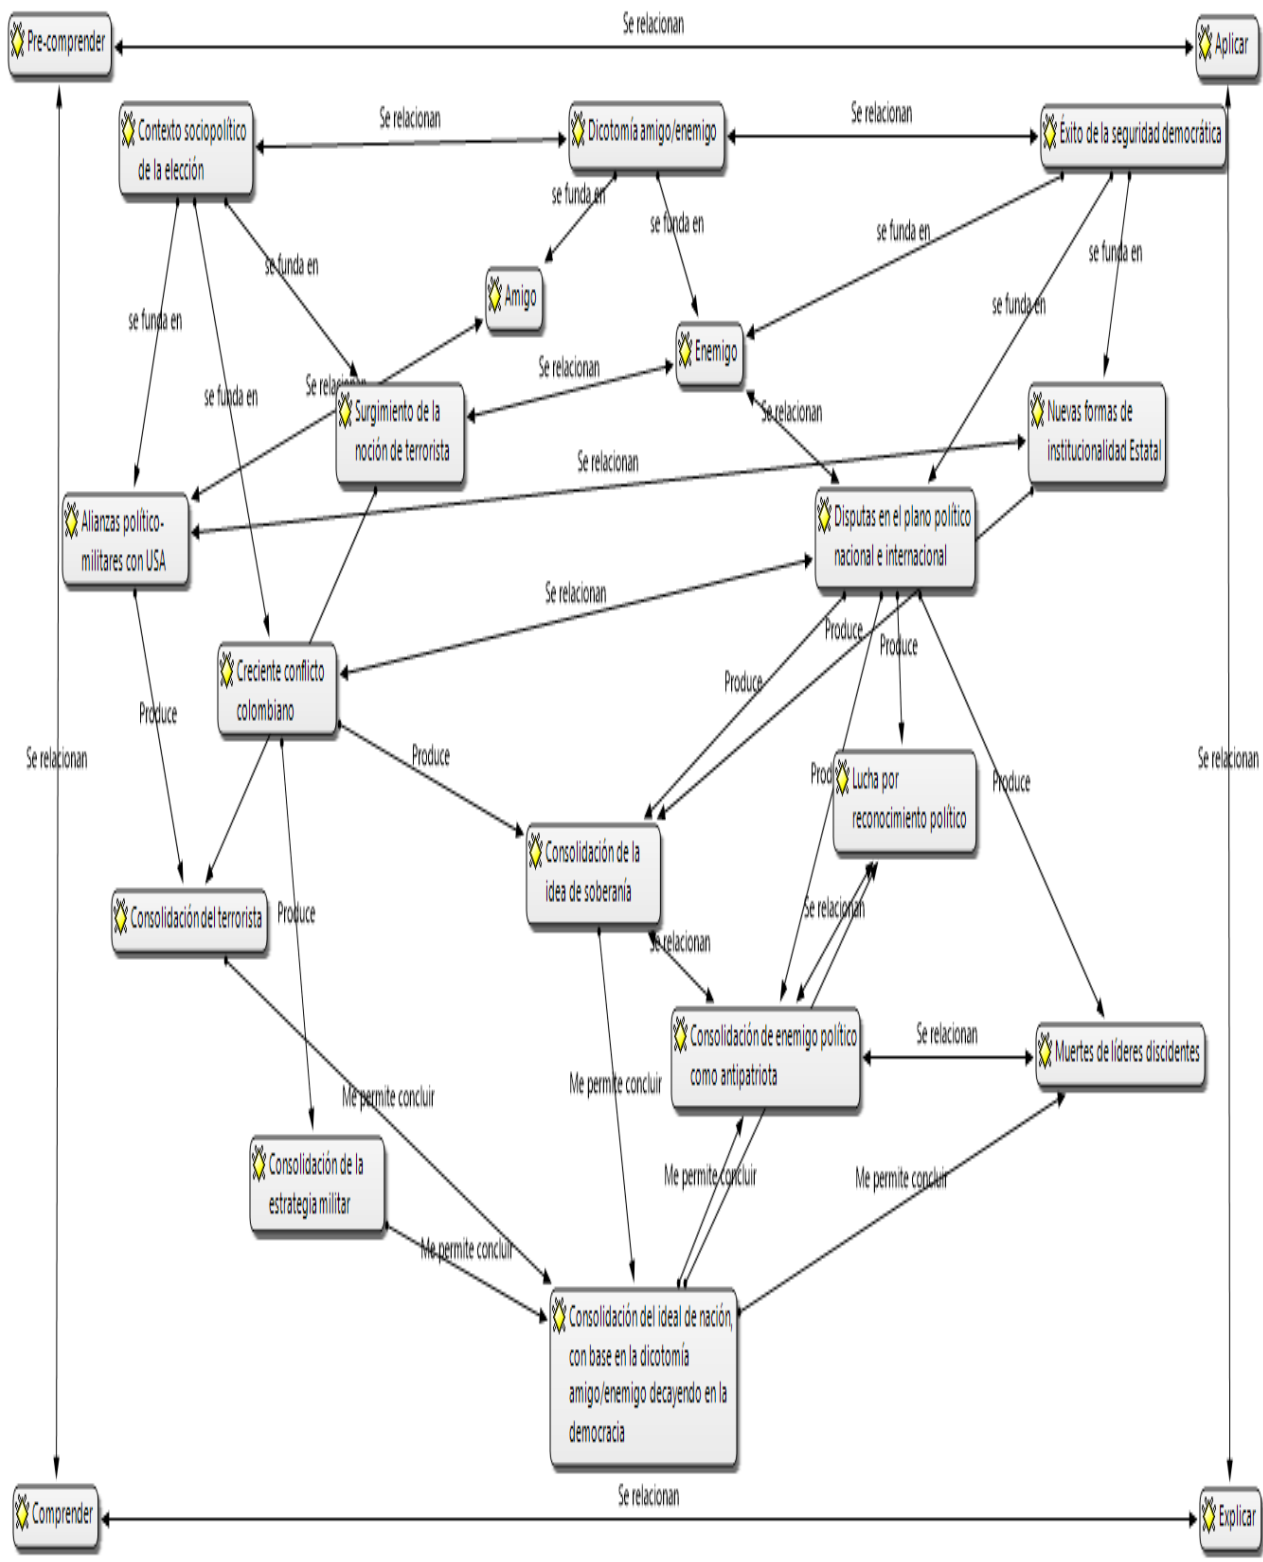 Se relacionan
Pre-comprender
Aplicar
Contexto sociopolítico
de la elección
Se relacionan
Dicotomía amigo/enemigo
Se relacionan
Éxito de la seguridad democrática
se funda en
se funda en
se funda en
se funda en
se funda en
Amigo
se funda en
se funda en
Enemigo
Se relacionan
Se relacionan
se funda en
Surgimiento de la
noción de terrorista
Se relacionan
Nuevas formas de
institucionalidad Estatal
Se relacionan
Alianzas político-
militares con USA
Disputas en el plano político
nacional e internacional
Se relacionan
Produce
Produce
Creciente conflicto
colombiano
Produce
Produce
Produce
Se relacionan
Se relacionan
Produce
Lucha por
reconocimiento político
Produce
Consolidación de la
idea de soberanía
Consolidación del terrorista
Produce
Se relacionan
Se relacionan
Consolidación de enemigo político
como antipatriota
Se relacionan
Muertes de líderes discidentes
Me permite concluir
Me permite concluir
Consolidación de la
estrategia militar
Me permite concluir
Me permite concluir
Me permite concluir
Consolidación del ideal de nación,
con base en la dicotomía
amigo/enemigo decayendo en la
democracia
Se relacionan
Comprender
Explicar